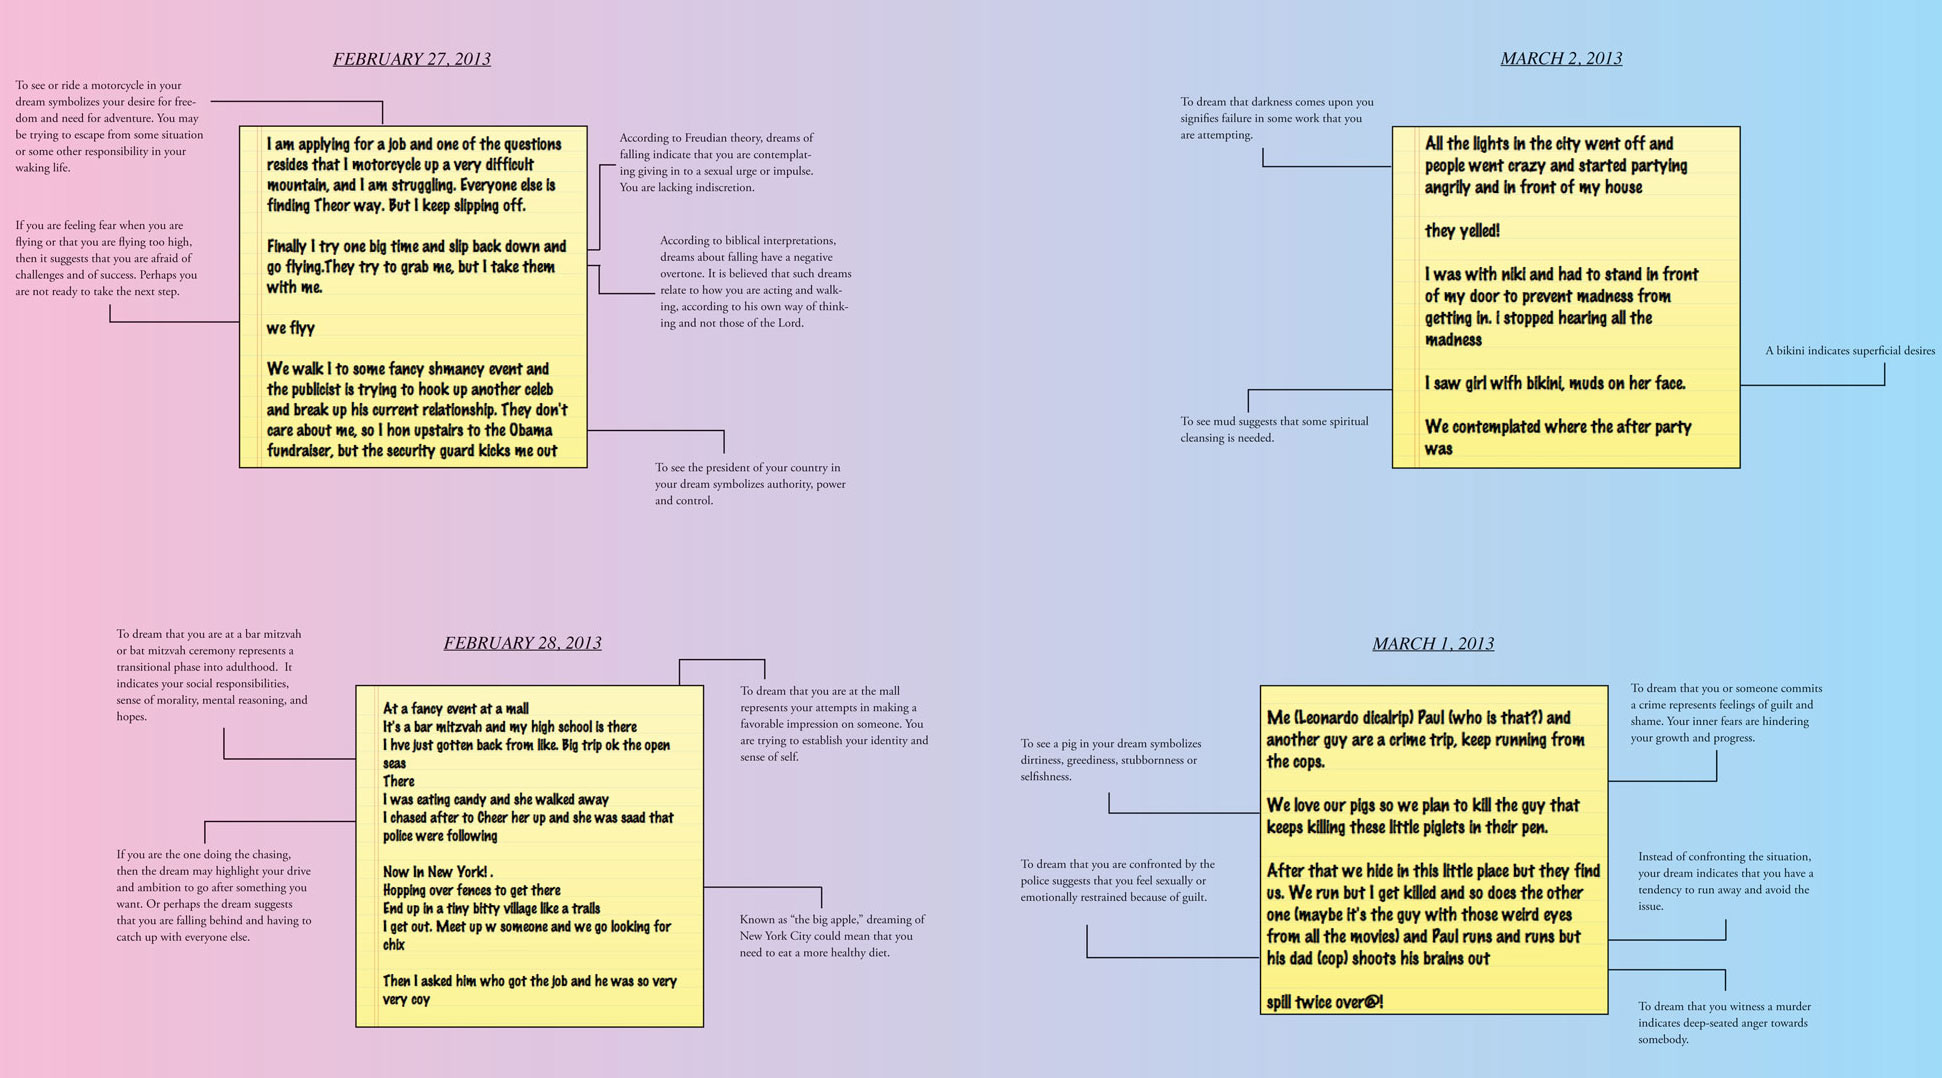 FEBRUARY 27, 2013
To see or ride a motorcycle in your
dream symbolizes your desire for free-
dom and need for adventure. You may
be trying to escape from some situation
or some other responsibility in your
waking life.
If you are feeling fear when you are
flying or that you are flying too high,
then it suggests that you are afraid of
challenges and of success. Perhaps you
are not ready to take the next step.
I am applying for a job and one of the questions
resides that I motorcycle up a very difficult
mountain, and I am struggling. Everyone else is
finding Theor way. But I keep slipping off.
Finally I try one big time and slip back down and
go flying.They try to grab me, but I take them
with me.
we flyy
We walk I to some fancy shmancy event and
the publicist is trying to hook up another celeb
and break up his current relationship. They don't
care about me, so I hon upstairs to the Obama
fundraiser, but the security guard kicks me out
According to Freudian theory, dreams of
falling indicate that you are contemplat-
ing giving in to a sexual urge or impulse.
You are lacking indiscretion.
According to biblical interpretations,
dreams about falling have a negative
overtone. It is believed that such dreams
relate to how you are acting and walk-
ing, according to his own way of think-
ing and not those of the Lord.
To see the president of your country in
your dream symbolizes authority, power
and control.
MARCH 2, 2013
To dream that darkness comes upon you
signifies failure in some work that you
are attempting.
To see mud suggests that some spiritual
cleansing is needed.
All the lights in the city went off and
people went crazy and started partying
angrily and in front of my house
they yelled!
I was with niki and had to stand in front
of my door to prevent madness from
getting in. i stopped hearing all the
madness
I saw girl wifh bikini, muds on her face.
We contemplated where the after party
was
A bikini indicates superficial desires
FEBRUARY 28, 2013
To dream that you are at a bar mitzvah
or bat mitzvah ceremony represents a
transitional phase into adulthood.  It
indicates your social responsibilities,
sense of morality, mental reasoning, and
hopes.
If you are the one doing the chasing,
then the dream may highlight your drive
and ambition to go after something you
want. Or perhaps the dream suggests
that you are falling behind and having to
catch up with everyone else.
At a fancy event at a mall
It's a bar mitzvah and my high school is there
I hve just gotten back from like. Big trip ok the open
seas
There
I was eating candy and she walked away
I chased after to Cheer her up and she was saad that
police were following
Now In New York! .
Hopping over fences to get there
End up in a tiny bitty village like a trails
I get out. Meet up w someone and we go looking for
chix
Then I asked him who got the job and he was so very
very coy
To dream that you are at the mall
represents your attempts in making a
favorable impression on someone. You
are trying to establish your identity and
sense of self.
Known as “the big apple,” dreaming of
New York City could mean that you
need to eat a more healthy diet.
MARCH 1, 2013
To see a pig in your dream symbolizes
dirtiness, greediness, stubbornness or
selfishness.
To dream that you are confronted by the
police suggests that you feel sexually or
emotionally restrained because of guilt.
Me (Leonardo dicalrip) Paul (who is that?) and
another guy are a crime trip, keep running from
the cops.
We love our pigs so we plan to kill the guy that
keeps killing these little piglets in their pen.
After that we hide in this little place but they find
us. We run but I get killed and so does the other
one (maybe it's the guy with those weird eyes
from all the movies) and Paul runs and runs but
his dad (cop) shoots his brains out
spill twice over@!
To dream that you or someone commits
a crime represents feelings of guilt and
shame. Your inner fears are hindering
your growth and progress.
Instead of confronting the situation,
your dream indicates that you have a
tendency to run away and avoid the
issue.
To dream that you witness a murder
indicates deep-seated anger towards
somebody.